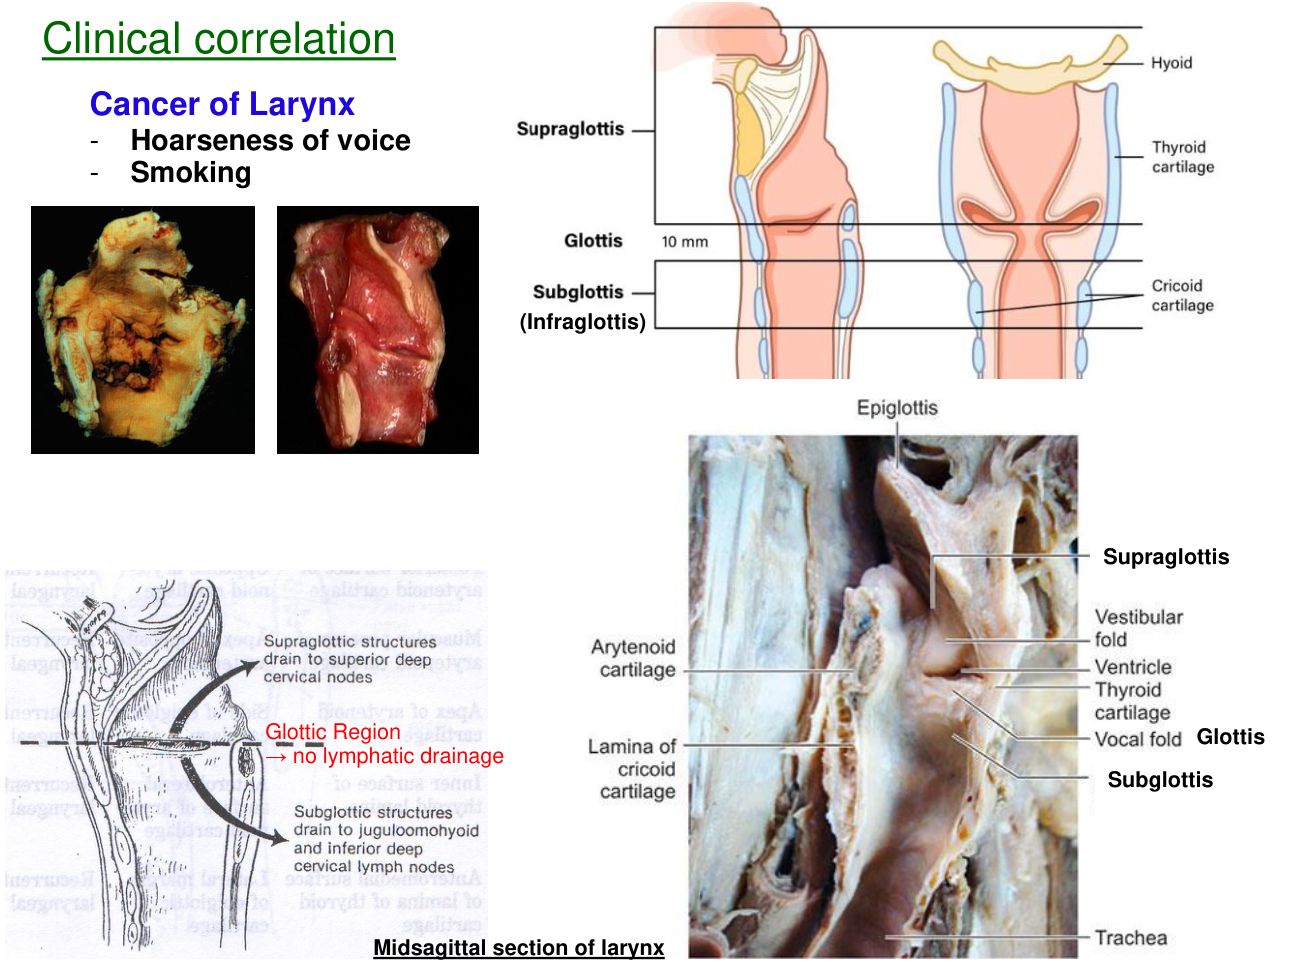 Clinical correlation
Cancer of Larynx
- Hoarseness of voice
- Smoking
Supraglottis
Glottis
10 mm
Subglottis
(Infraglottis)
Hyoid
Thyroid
cartilage
Cricoid
cartilage
Epiglottis
Supraglottis
Vestibular
fold
Ventricle
Thyroid
cartilage
Vocal fold Glottis
Subglottis
Trachea
Arytenoid
cartilage
Lamina of
cricoid
cartilage
Supraglottic structures
drain to superior deep
cervical nodes
Glottic Region
→ no lymphatic drainage
Subglottic structures
drain to juguloomohyoid
and inferior deep
cervical lymph nodes
Midsagittal section of larynx